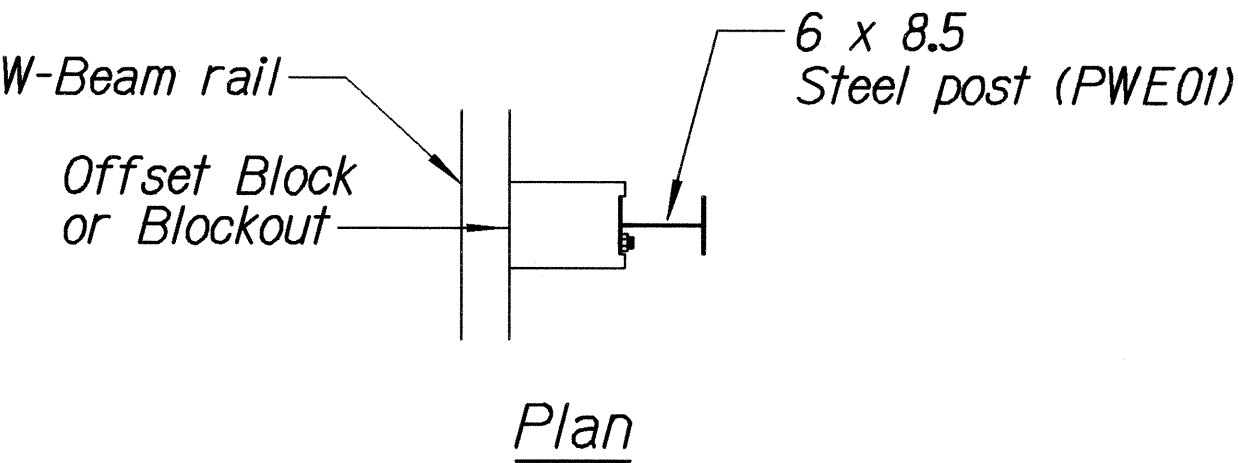 6 x 8.5
Steel post (PWE01)
W-Beam rail
Offset Block
or Blockout
Plan